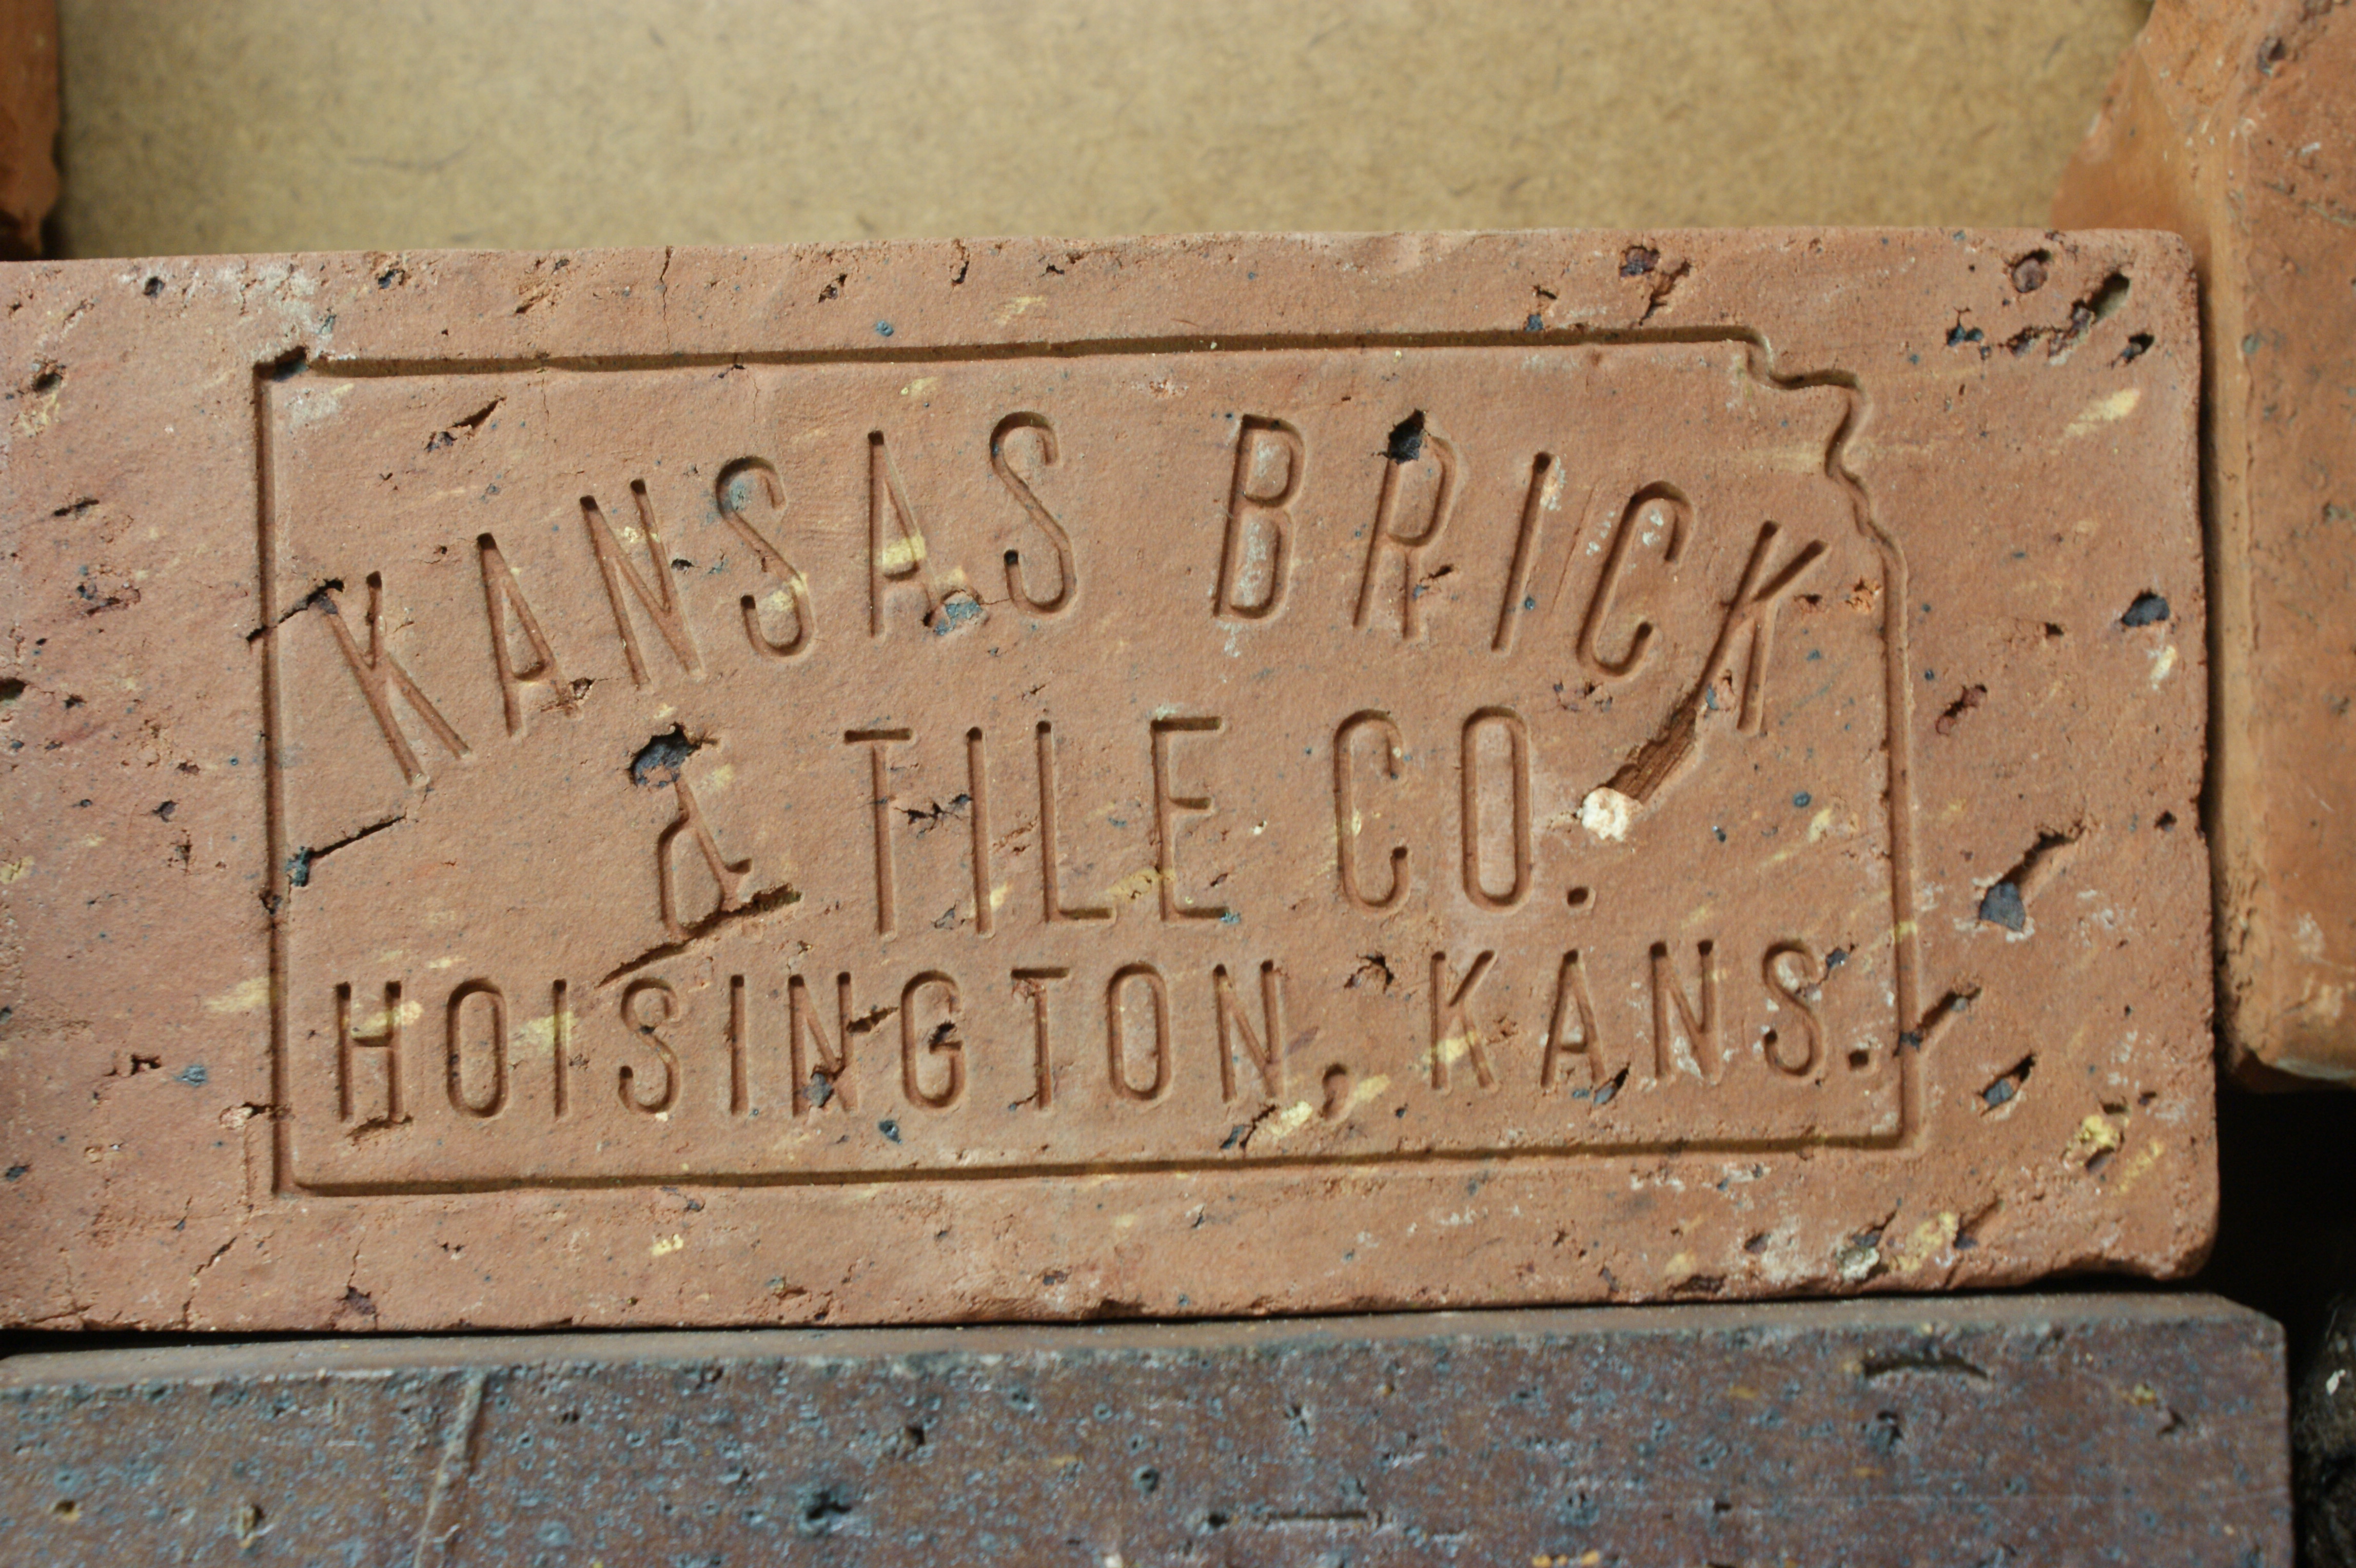 KANSAS BRICK
& TILE CO.
HOISINGTON, KANS.